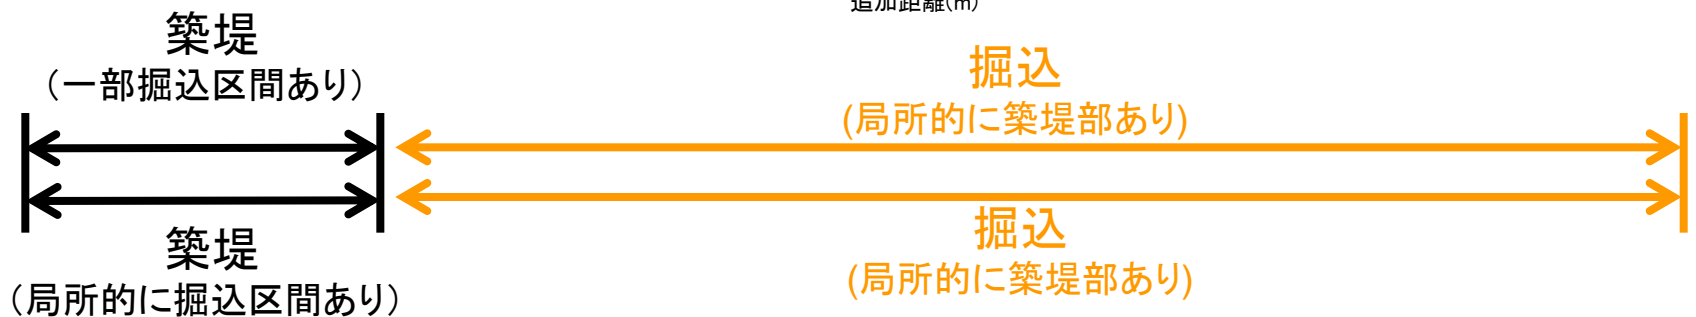 追加距離(m)
築堤
（一部掘込区間あり）
掘込
(局所的に築堤部あり)
築堤
（局所的に掘込区間あり）
掘込
(局所的に築堤部あり)